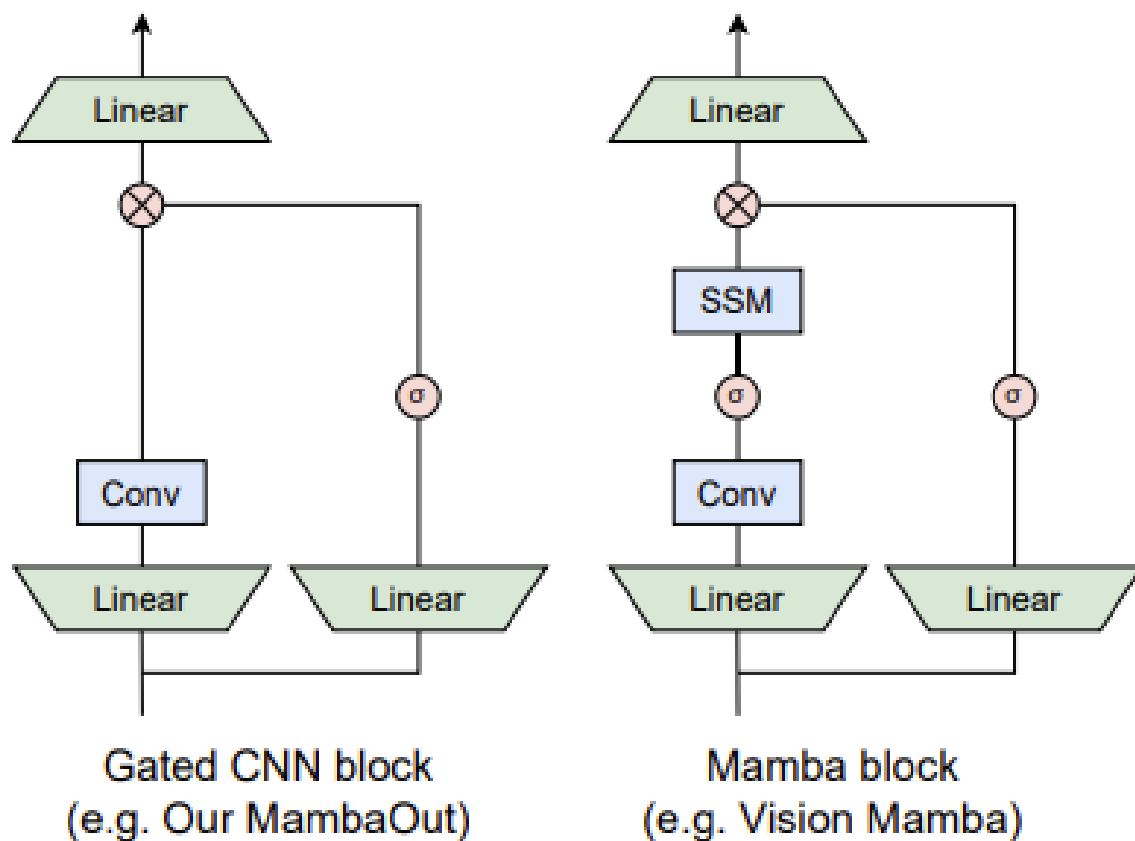 Linear
Linear
SSM
σ
σ
σ
Conv
Conv
Linear
Linear
Linear
Linear
Gated CNN block
(e.g. Our MambaOut)
Mamba block
(e.g. Vision Mamba)